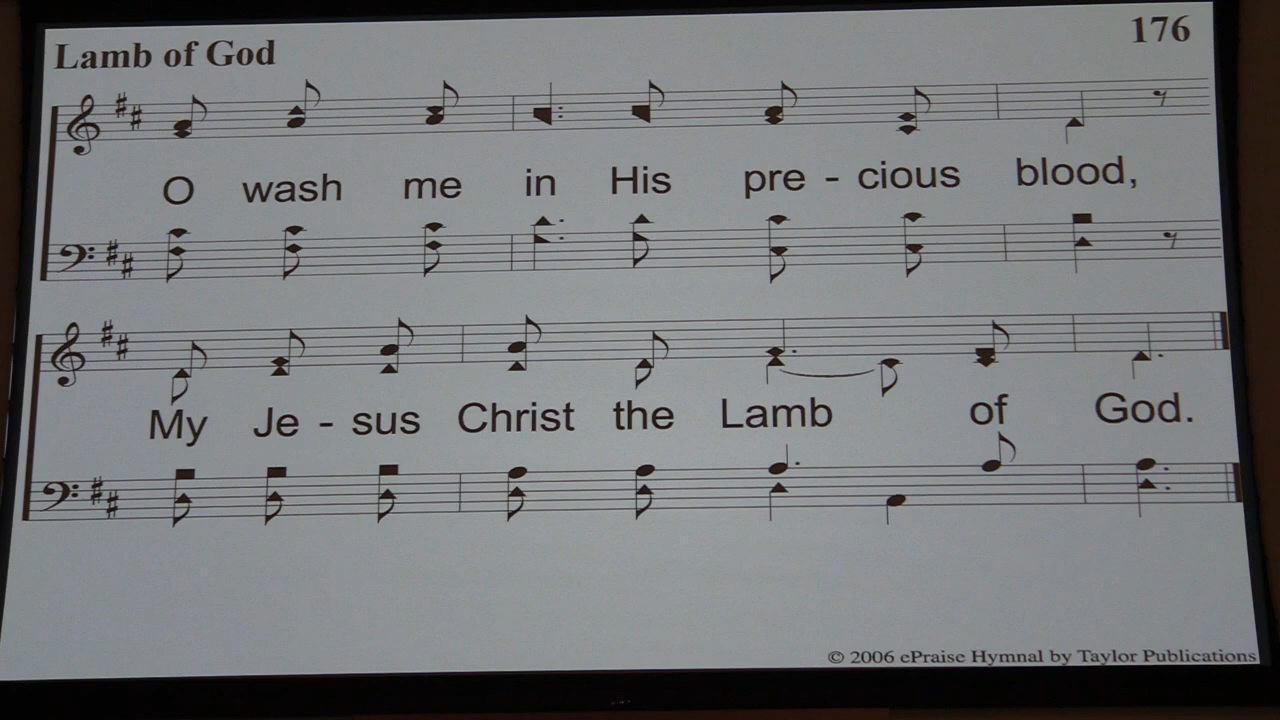 Lamb of God 176
O wash me in His pre - cious blood,
My Je - sus Christ the Lamb of God.
© 2006 ePraise Hymnal by Taylor Publications